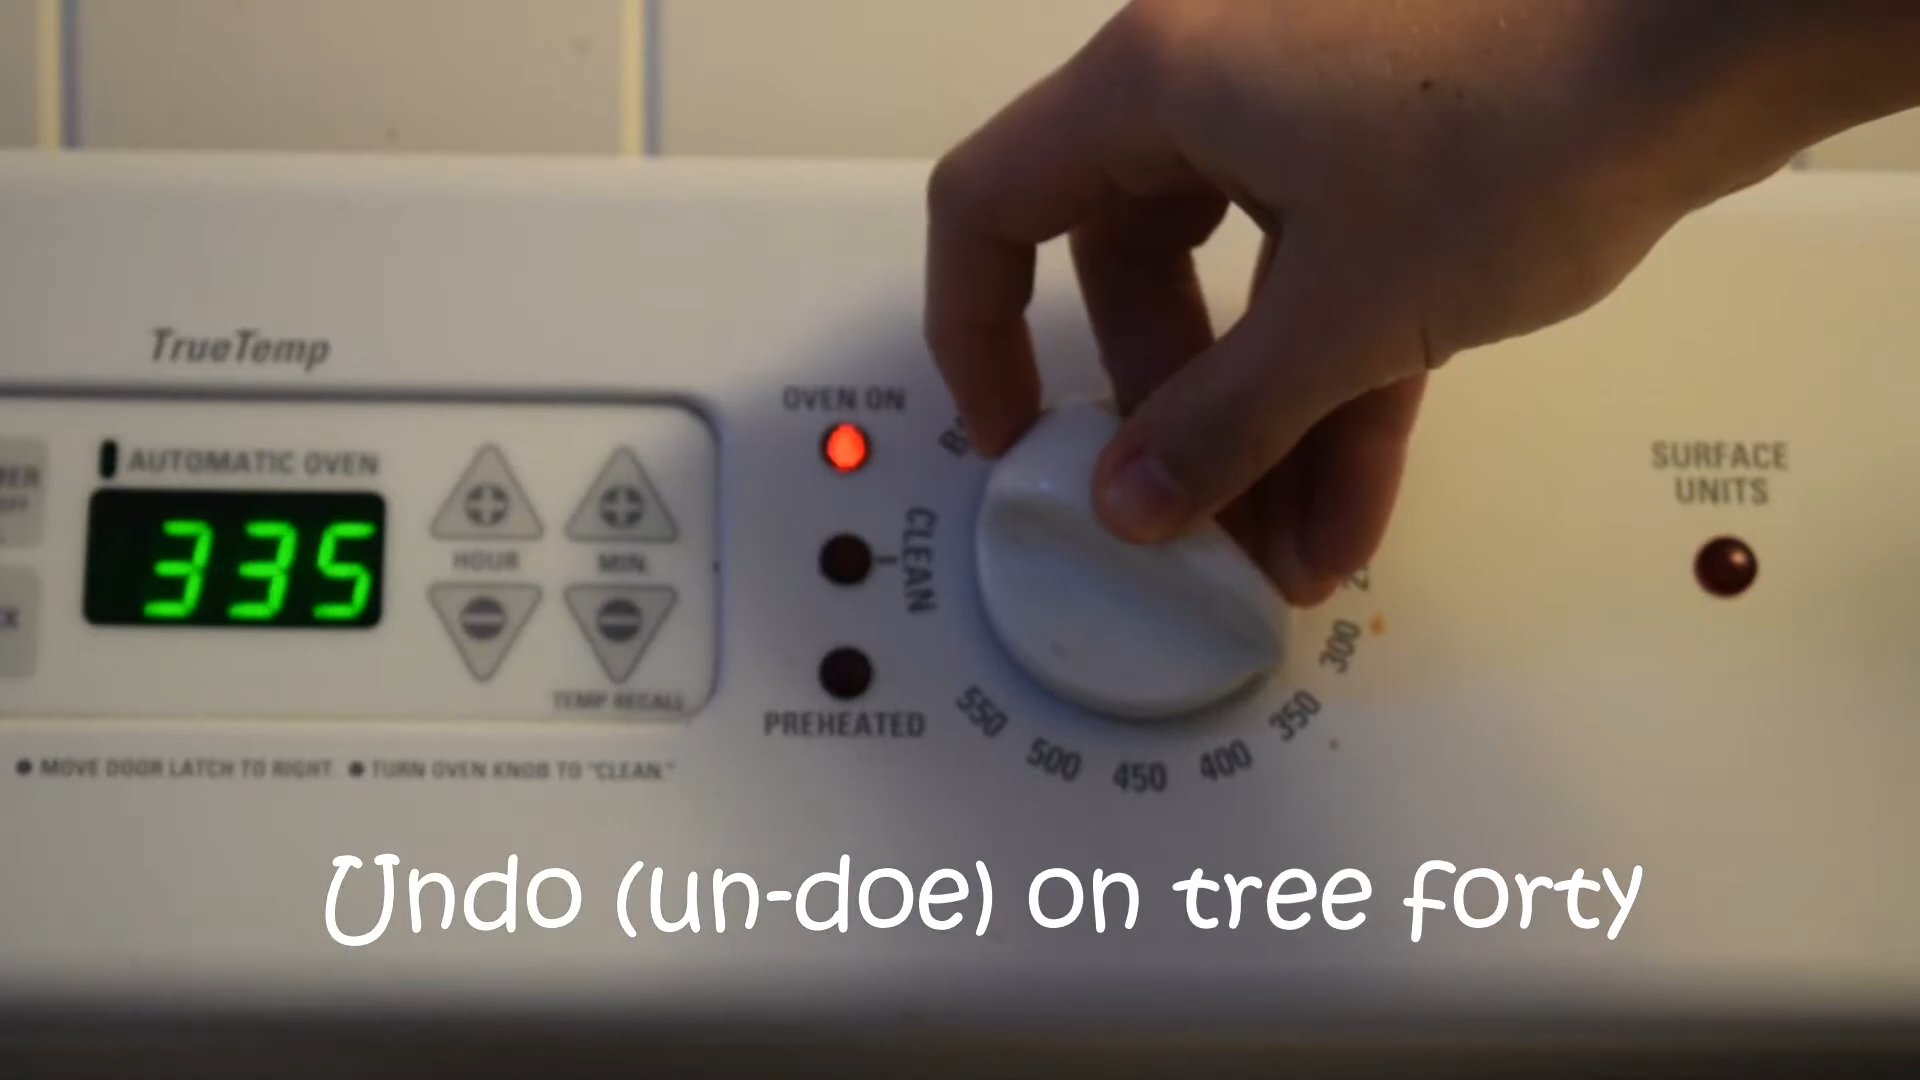 TrueTemp
OVEN ON
AUTOMATIC OVEN
335
HOUR
MIN.
CLEAN
SURFACE
UNITS
300
350
400
450
500
550
TEMP RECALL
PREHEATED
● MOVE DOOR LATCH TO RIGHT. ● TURN OVEN KNOB TO "CLEAN."
Undo (un-doe) on tree forty